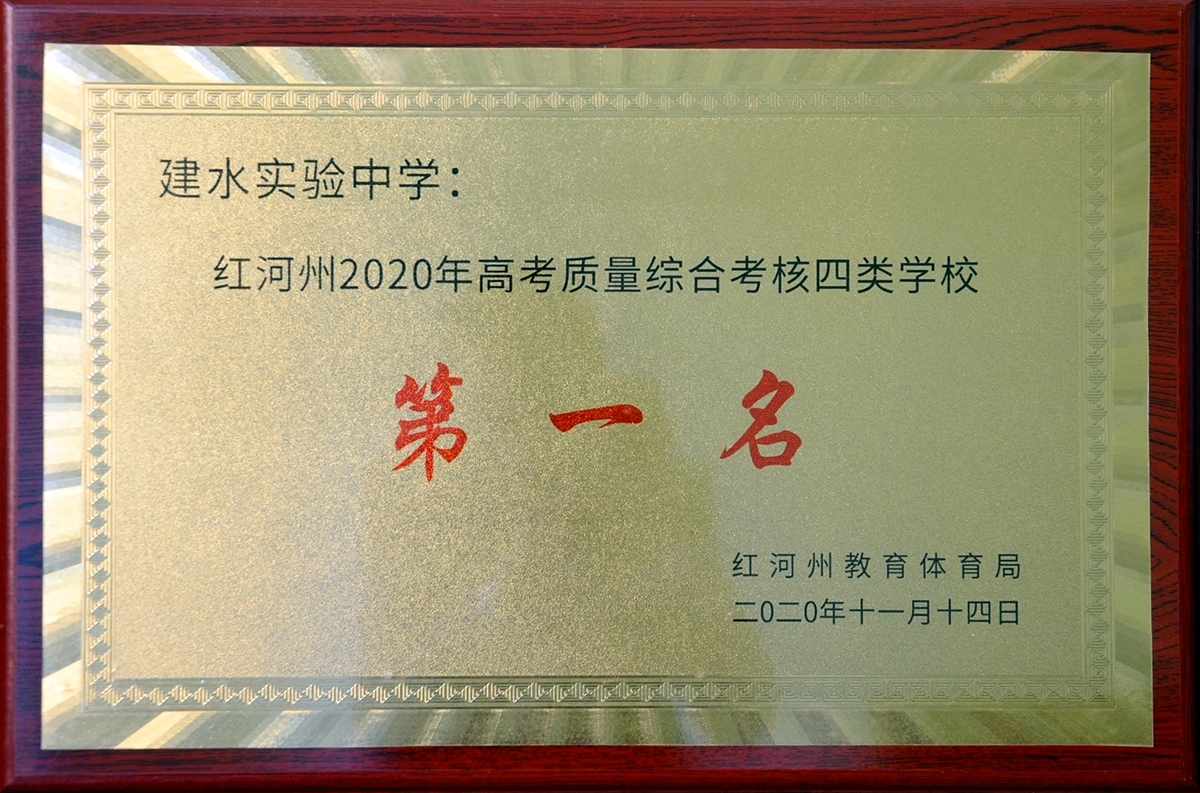 建水实验中学：
红河州2020年高考质量综合考核四类学校
第一名
红河州教育体育局
二0二0年十一月十四日